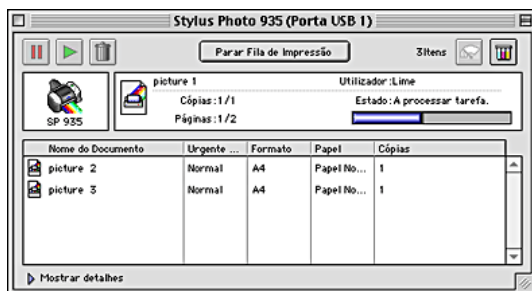 Stylus Photo 935 (Porta USB 1)
Parar Fila de Impressão
3Itens
SP 935
picture 1
Utilizador:Lime
Cópias:1/1
Estado:A processar tarefa.
Páginas:1/2
Nome do Documento Urgente ... Formato Papel Cópias
picture 2 Normal A4 Papel No... 1
picture 3 Normal A4 Papel No... 1
Mostrar detalhes